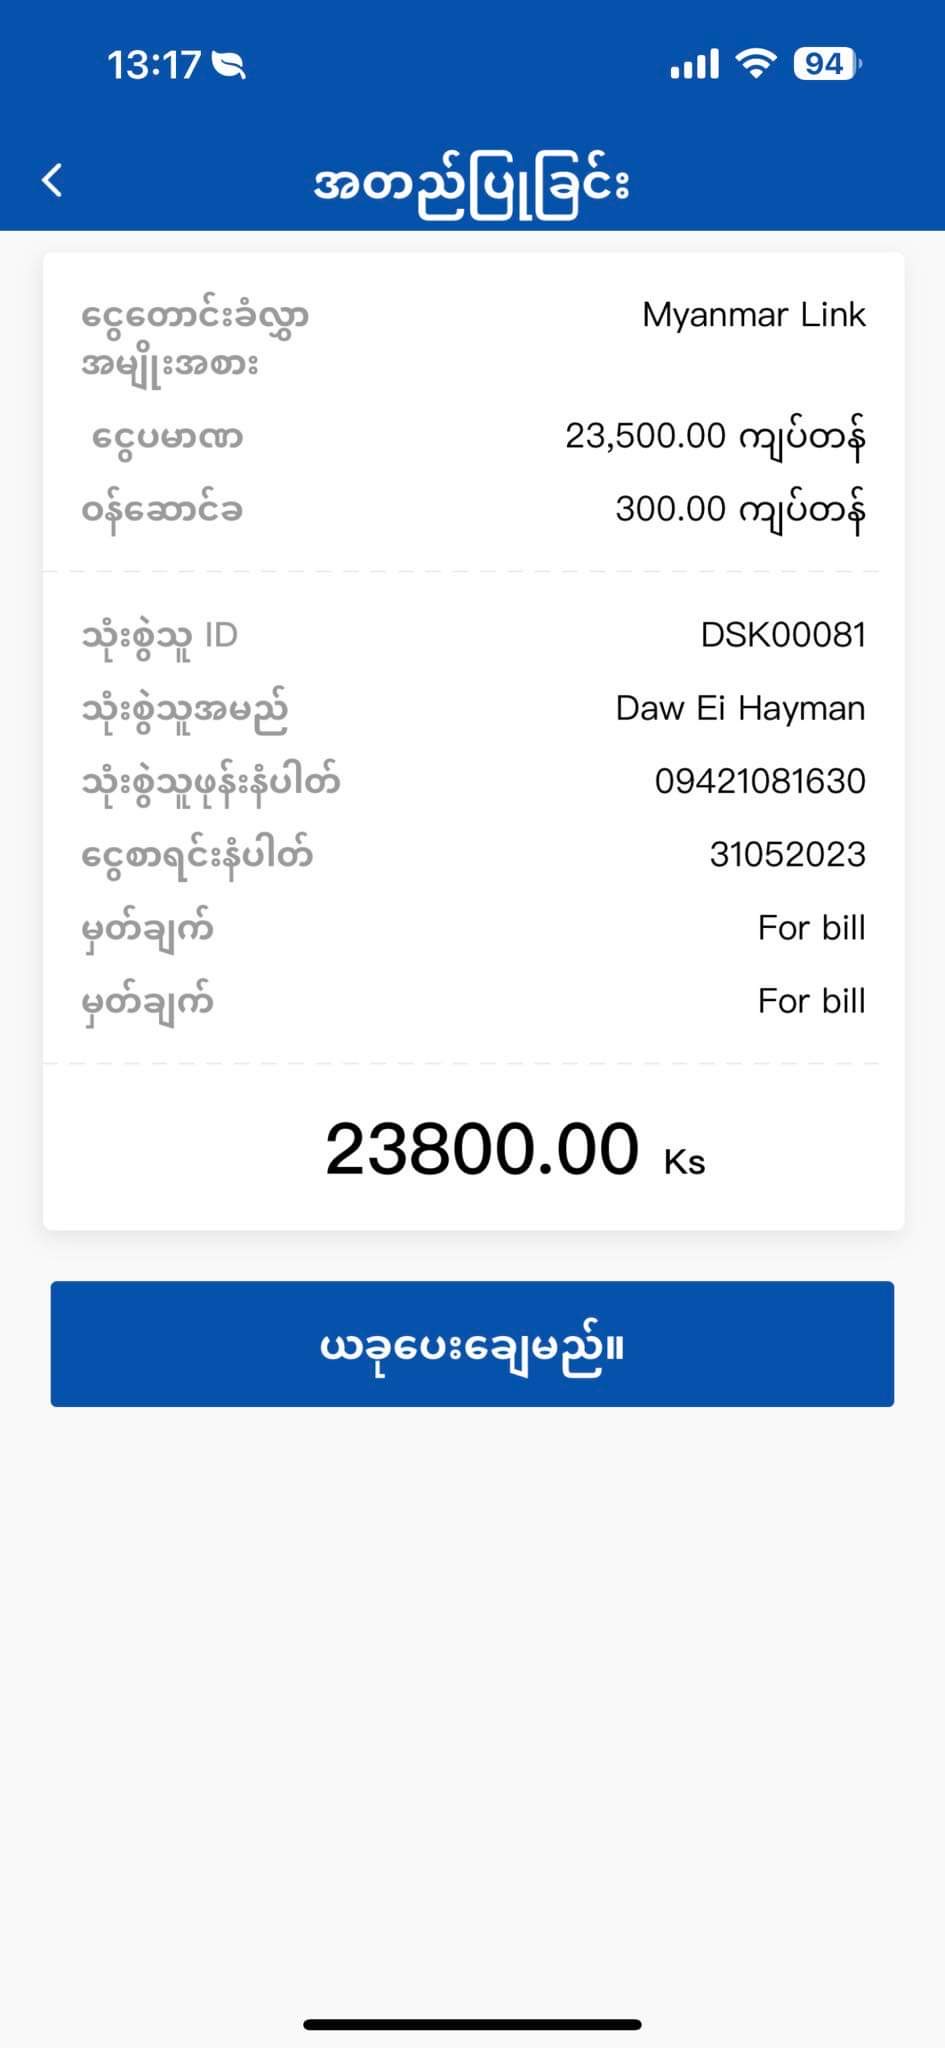 13:17
94
အတည်ပြုခြင်း
ငွေတောင်းခံလွှာ Myanmar Link
အမျိုးအစား
ငွေပမာဏ 23,500.00 ကျပ်တန်
ဝန်ဆောင်ခ 300.00 ကျပ်တန်
သုံးစွဲသူ ID DSK00081
သုံးစွဲသူအမည် Daw Ei Hayman
သုံးစွဲသူဖုန်းနံပါတ် 09421081630
ငွေစာရင်းနံပါတ် 31052023
မှတ်ချက် For bill
မှတ်ချက် For bill
23800.00 Ks
ယခုပေးချေမည်။